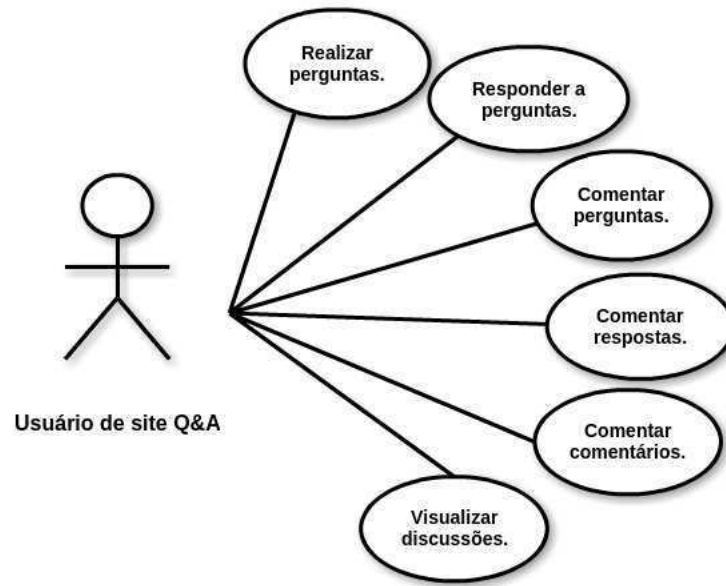 Realizar
perguntas.
Responder a
perguntas.
Comentar
perguntas.
Comentar
respostas.
Usuário de site Q&A
Comentar
comentários.
Visualizar
discussões.